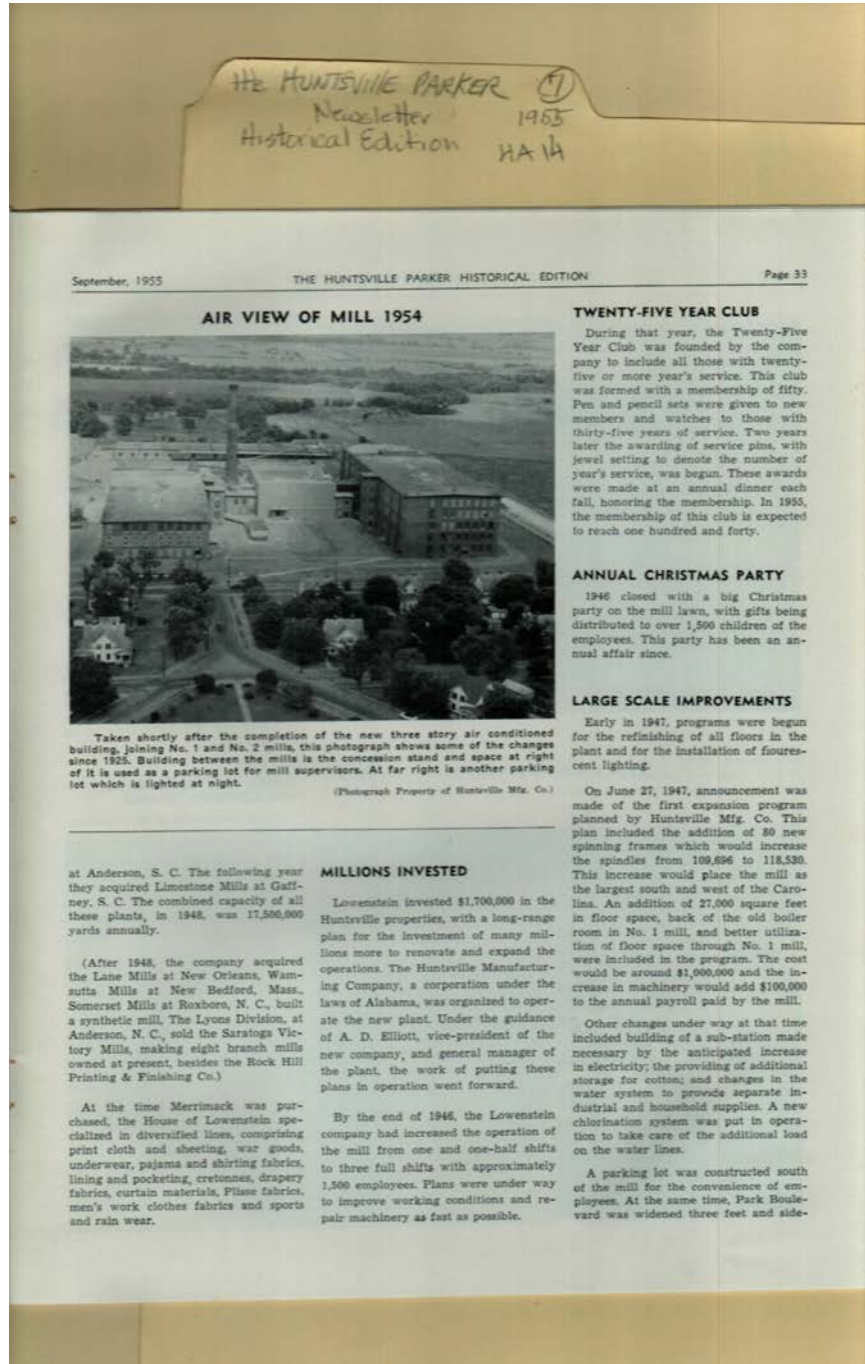 the HUNTSVILLE PARKER 7
Newsletter 1955
Historical Edition HA 14
September, 1955 THE HUNTSVILLE PARKER HISTORICAL EDITION Page 33
AIR VIEW OF MILL 1954
Taken shortly after the completion of the new three story air conditioned
building, joining No. 1 and No. 2 mills, this photograph shows some of the changes
since 1925. Building between the mills is the concession stand and space at right
of it is used as a parking lot for mill supervisors. At far right is another parking
lot which is lighted at night.
(Photograph Property of Huntsville Mfg. Co.)
at Anderson, S. C. The following year
they acquired Limestone Mills at Gaff-
ney, S. C. The combined capacity of all
these plants, in 1948, was 17,500,000
yards annually.
(After 1948, the company acquired
the Lane Mills at New Orleans, Wam-
sutta Mills at New Bedford, Mass.,
Somerset Mills at Roxboro, N. C., built
a synthetic mill, The Lyons Division, at
Anderson, N. C., sold the Saratoga Vic-
tory Mills, making eight branch mills
owned at present, besides the Rock Hill
Printing & Finishing Co.)
At the time Merrimack was pur-
chased, the House of Lowenstein spe-
cialized in diversified lines, comprising
print cloth and sheeting, war goods,
underwear, pajama and shirting fabrics,
lining and pocketing, cretonnes, drapery
fabrics, curtain materials, Plisse fabrics,
men's work clothes fabrics and sports
and rain wear.
MILLIONS INVESTED
Lowenstein invested $1,700,000 in the
Huntsville properties, with a long-range
plan for the investment of many mil-
lions more to renovate and expand the
operations. The Huntsville Manufactur-
ing Company, a corporation under the
laws of Alabama, was organized to oper-
ate the new plant. Under the guidance
of A. D. Elliott, vice-president of the
new company, and general manager of
the plant, the work of putting these
plans in operation went forward.
By the end of 1946, the Lowenstein
company had increased the operation of
the mill from one and one-half shifts
to three full shifts with approximately
1,500 employees. Plans were under way
to improve working conditions and re-
pair machinery as fast as possible.
TWENTY-FIVE YEAR CLUB
During that year, the Twenty-Five
Year Club was founded by the com-
pany to include all those with twenty-
five or more year's service. This club
was formed with a membership of fifty.
Pen and pencil sets were given to new
members and watches to those with
thirty-five years of service. Two years
later the awarding of service pins, with
jewel setting to denote the number of
year's service, was begun. These awards
were made at an annual dinner each
fall, honoring the membership. In 1955,
the membership of this club is expected
to reach one hundred and forty.
ANNUAL CHRISTMAS PARTY
1946 closed with a big Christmas
party on the mill lawn, with gifts being
distributed to over 1,500 children of the
employees. This party has been an an-
nual affair since.
LARGE SCALE IMPROVEMENTS
Early in 1947, programs were begun
for the refinishing of all floors in the
plant and for the installation of fioures-
cent lighting.
On June 27, 1947, announcement was
made of the first expansion program
planned by Huntsville Mfg. Co. This
plan included the addition of 80 new
spinning frames which would increase
the spindles from 109,696 to 118,530.
This increase would place the mill as
the largest south and west of the Caro-
lina. An addition of 27,000 square feet
in floor space, back of the old boiler
room in No. 1 mill, and better utiliza-
tion of floor space through No. 1 mill,
were included in the program. The cost
would be around $1,000,000 and the in-
crease in machinery would add $100,000
to the annual payroll paid by the mill.
Other changes under way at that time
included building of a sub-station made
necessary by the anticipated increase
in electricity; the providing of additional
storage for cotton; and changes in the
water system to provide separate in-
dustrial and household supplies. A new
chlorination system was put in opera-
tion to take care of the additional load
on the water lines.
A parking lot was constructed south
of the mill for the convenience of em-
ployees. At the same time, Park Boule-
vard was widened three feet and side-